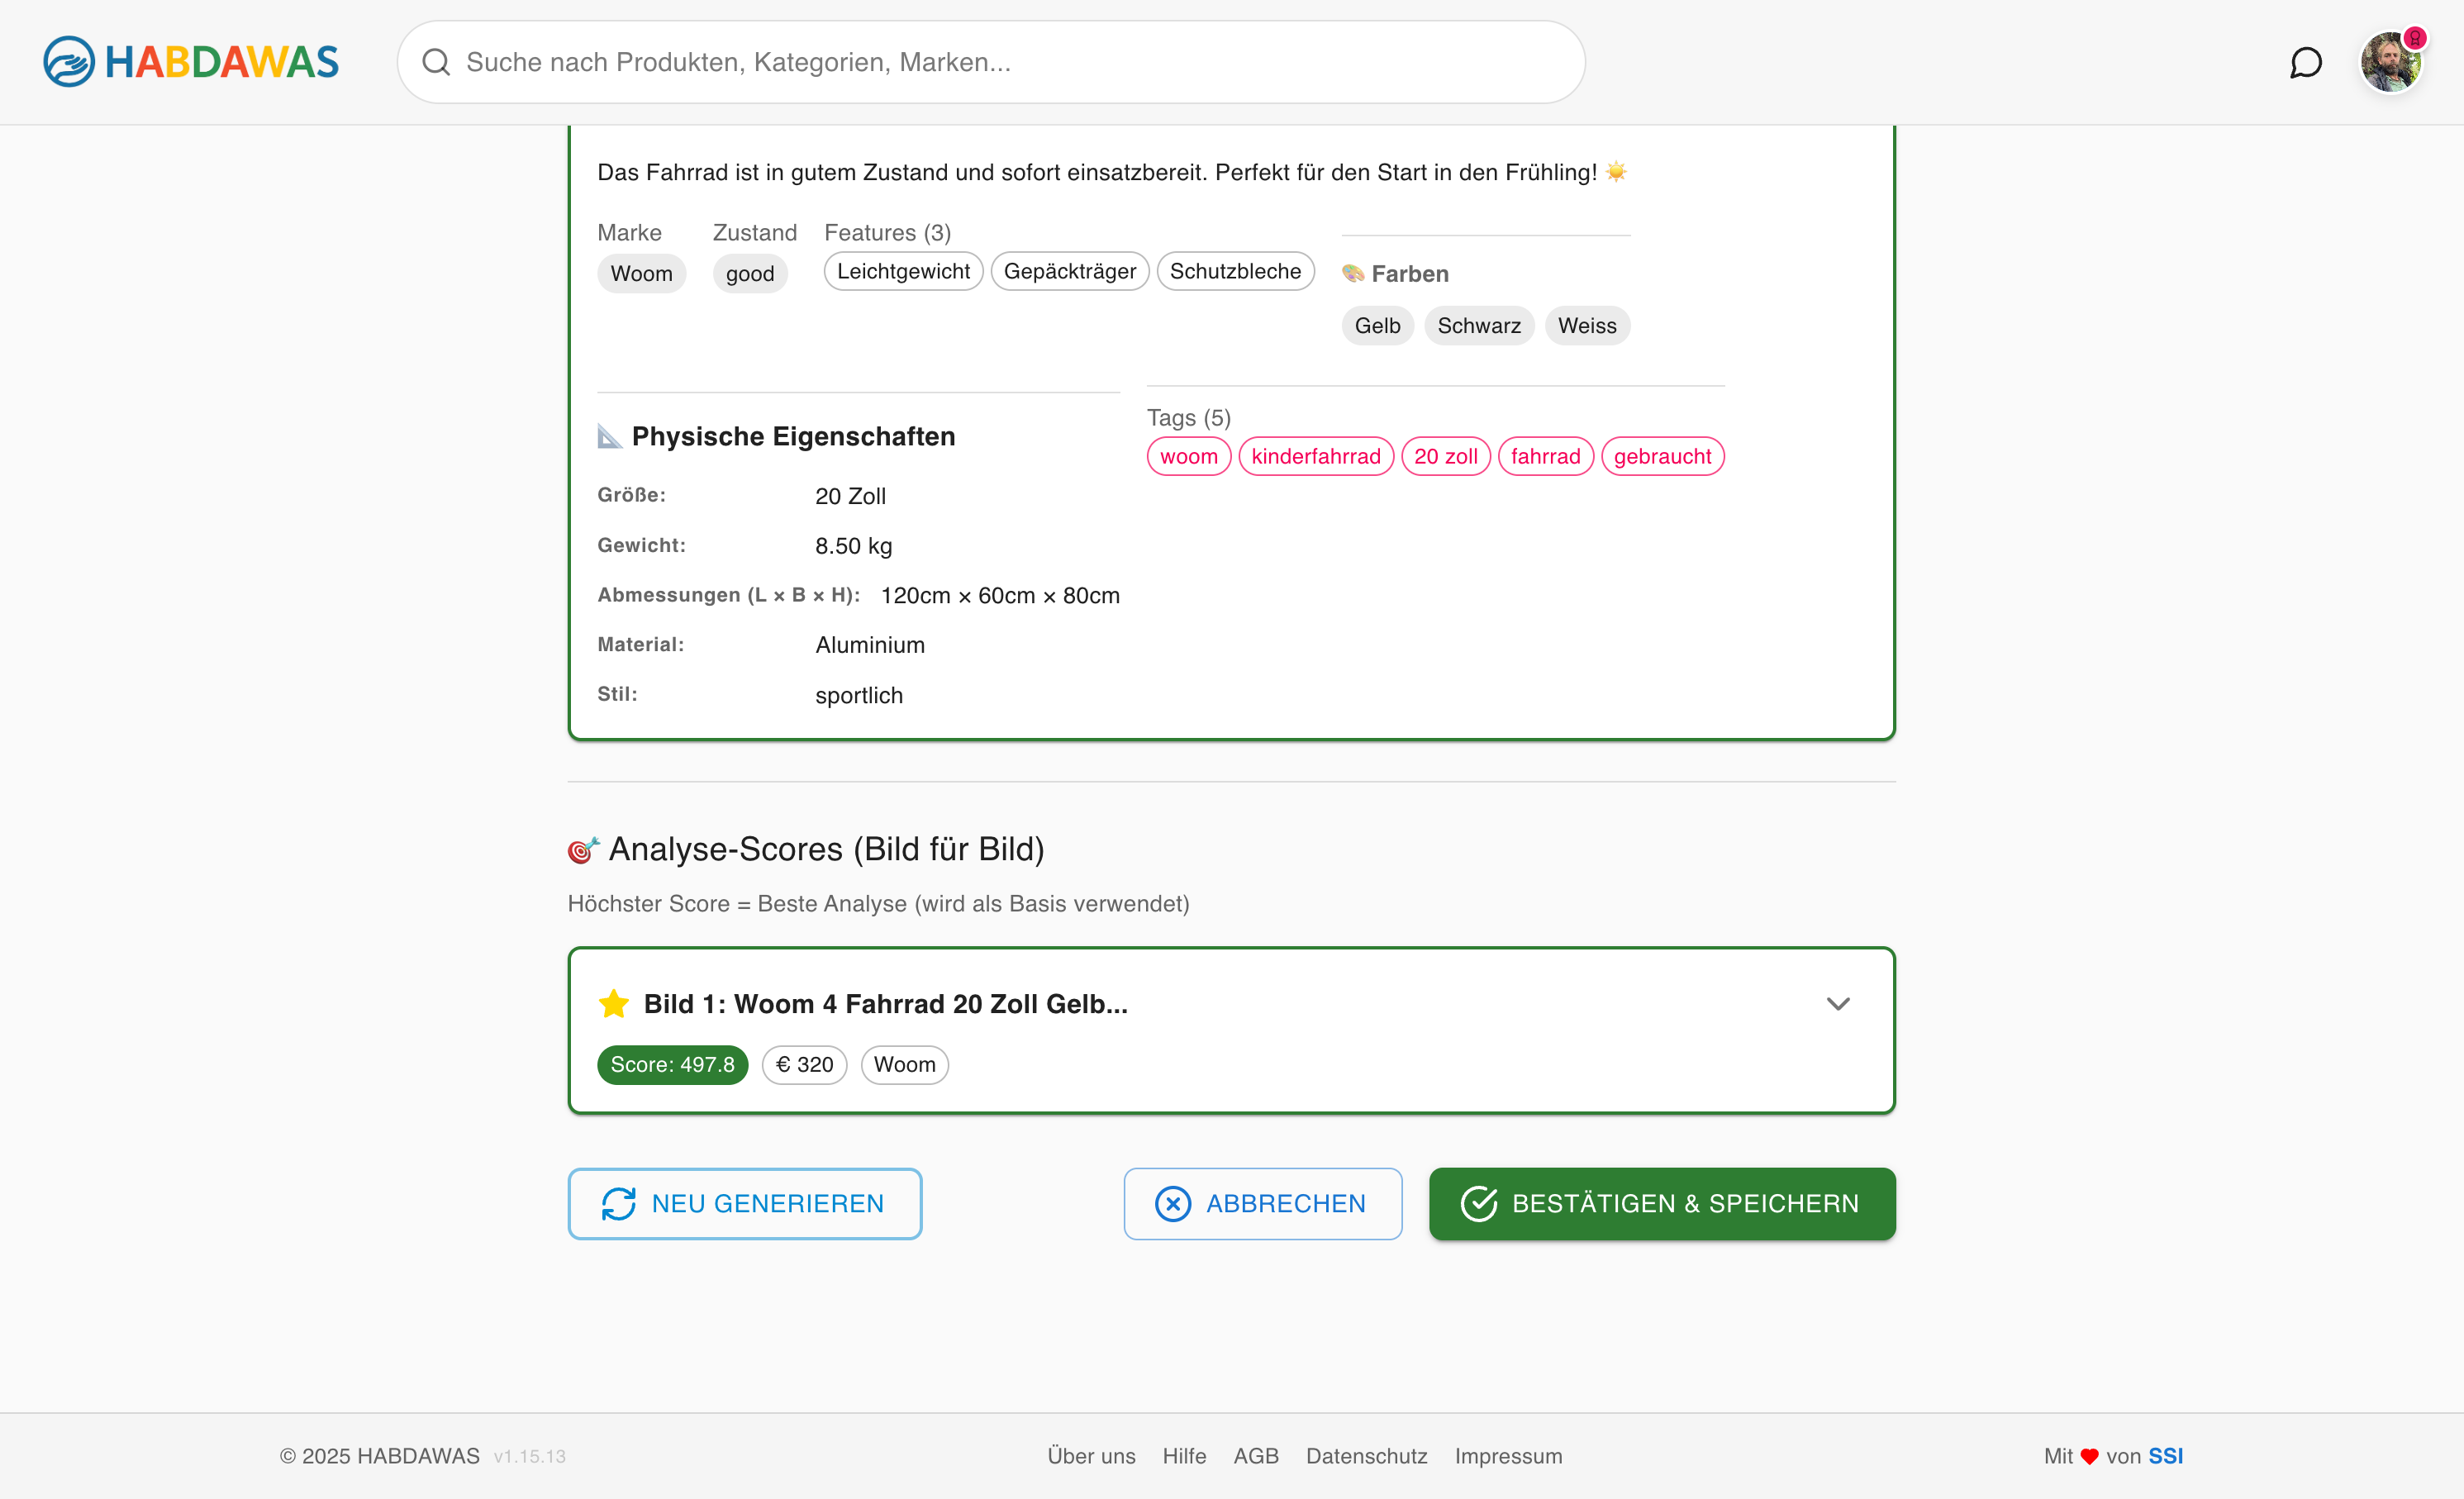 HABDAWAS
Suche nach Produkten, Kategorien, Marken...
Das Fahrrad ist in gutem Zustand und sofort einsatzbereit. Perfekt für den Start in den Frühling! ☀️
Marke
Woom
Zustand
good
Features (3)
Leichtgewicht Gepäckträger Schutzbleche
🎨 Farben
Gelb Schwarz Weiss
📐 Physische Eigenschaften
Größe: 20 Zoll
Gewicht: 8.50 kg
Abmessungen (L × B × H): 120cm × 60cm × 80cm
Material: Aluminium
Stil: sportlich
Tags (5)
woom kinderfahrrad 20 zoll fahrrad gebraucht
🎯 Analyse-Scores (Bild für Bild)
Höchster Score = Beste Analyse (wird als Basis verwendet)
Bild 1: Woom 4 Fahrrad 20 Zoll Gelb...
Score: 497.8 € 320 Woom
NEU GENERIEREN ABBRECHEN BESTÄTIGEN & SPEICHERN
© 2025 HABDAWAS v1.15.13 Über uns Hilfe AGB Datenschutz Impressum Mit ❤️ von SSI